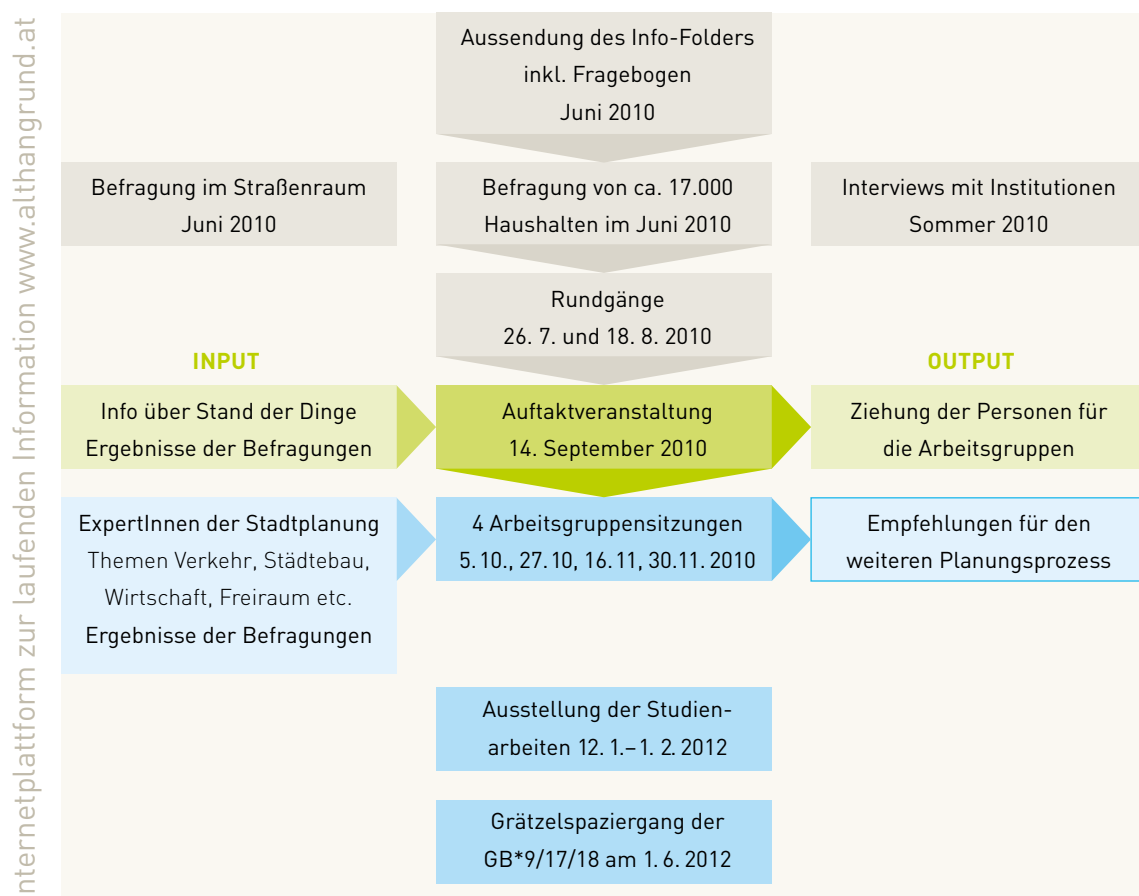 nternetplattform zur laufenden Information www.althangrund.at
Aussendung des Info-Folders
inkl. Fragebogen
Juni 2010
Befragung im Straßenraum
Juni 2010
Befragung von ca. 17.000
Haushalten im Juni 2010
Interviews mit Institutionen
Sommer 2010
Rundgänge
26. 7. und 18. 8. 2010
INPUT
OUTPUT
Info über Stand der Dinge
Ergebnisse der Befragungen
Auftaktveranstaltung
14. September 2010
Ziehung der Personen für
die Arbeitsgruppen
ExpertInnen der Stadtplanung
Themen Verkehr, Städtebau,
Wirtschaft, Freiraum etc.
Ergebnisse der Befragungen
4 Arbeitsgruppensitzungen
5. 10., 27. 10, 16. 11, 30. 11. 2010
Empfehlungen für den
weiteren Planungsprozess
Ausstellung der Studien-
arbeiten 12. 1.– 1. 2. 2012
Grätzelspaziergang der
GB*9/17/18 am 1. 6. 2012